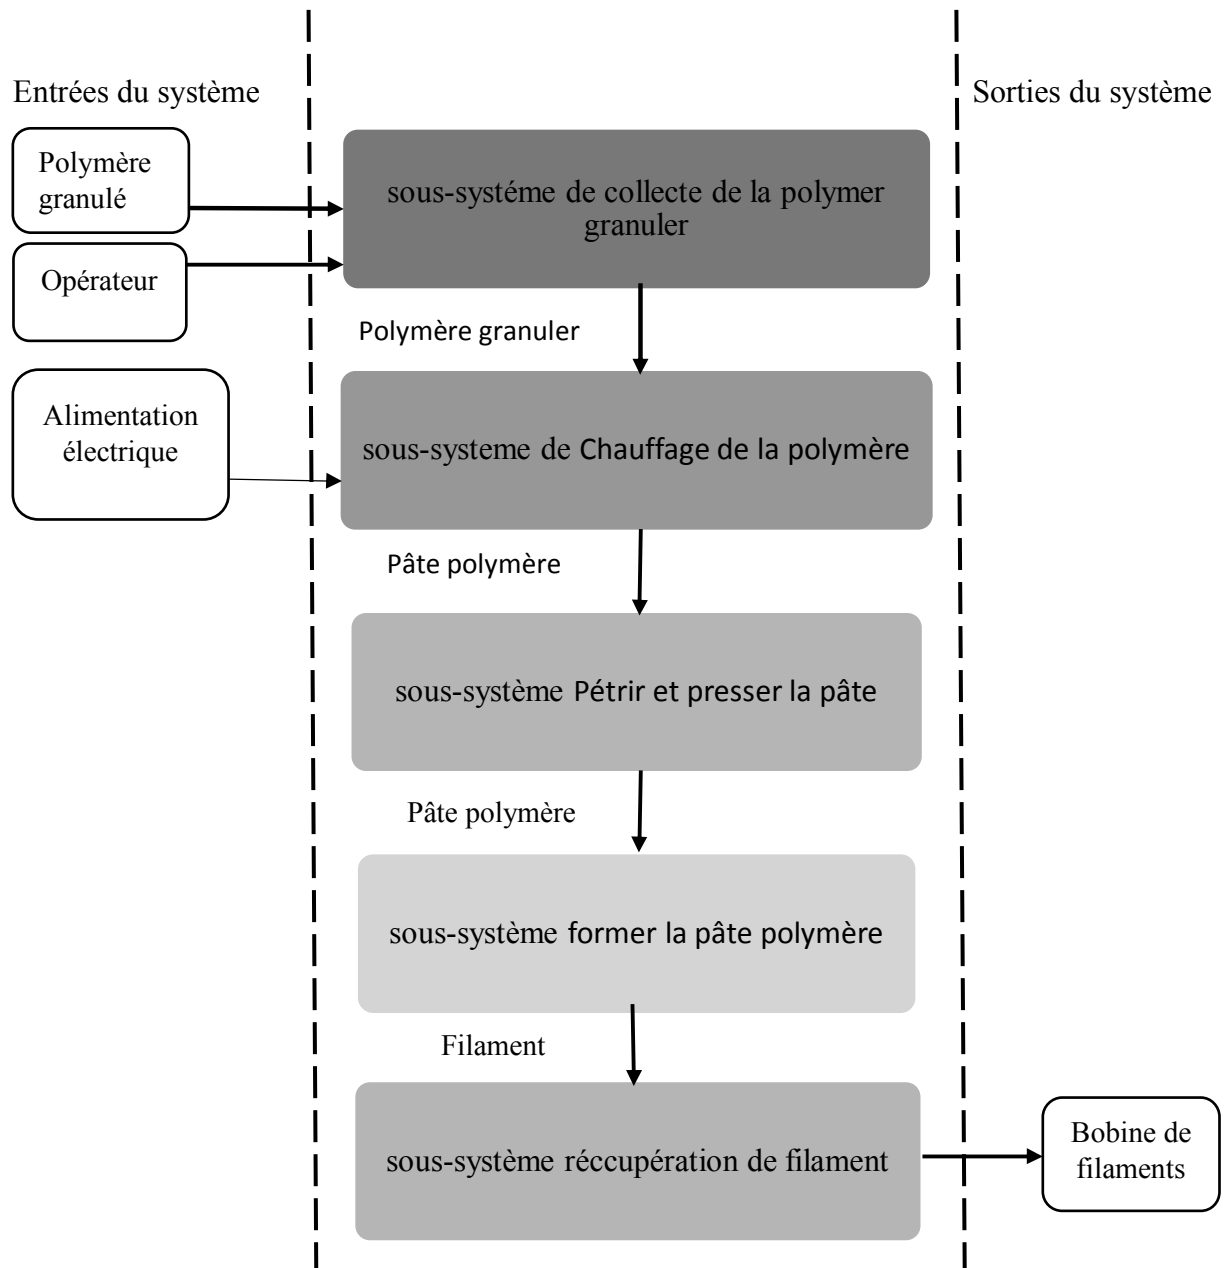 Entrées du système
Sorties du système
Polymère
granulé
Opérateur
sous-systéme de collecte de la polymer
granuler
Polymère granuler
Alimentation
électrique
sous-systeme de Chauffage de la polymère
Pâte polymère
sous-système Pétrir et presser la pâte
Pâte polymère
sous-système former la pâte polymère
Filament
sous-système réccupération de filament
Bobine de
filaments